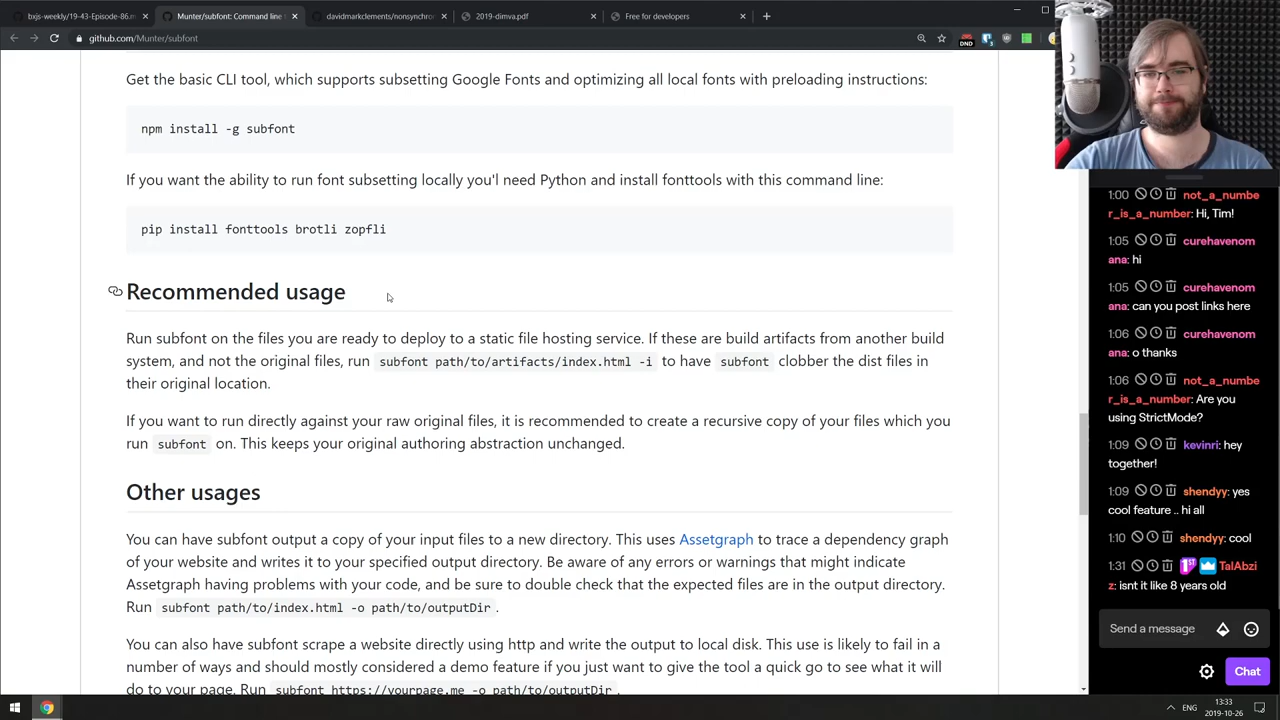 bxjs-weekly/19-43-Episode-86.m
Munter/subfont: Command line
davidmarkclements/nonsynchro
2019-dimva.pdf
Free for developers
github.com/Munter/subfont
DND
Get the basic CLI tool, which supports subsetting Google Fonts and optimizing all local fonts with preloading instructions:
npm install -g subfont
If you want the ability to run font subsetting locally you'l need Python and install fonttools with this command line:
pip install fonttools brotli zopfli
Recommended usage
Run subfont on the files you are ready to deploy to a static file hosting service. If these are build artifacts from another build
system, and not the original files, run subfont path/to/artifacts/index.html -i to have subfont clobber the dist files in
their original location.
If you want to run directly against your raw original files, it is recommended to create a recursive copy of your files which you
run subfont on. This keeps your original authoring abstraction unchanged.
Other usages
You can have subfont output a copy of your input files to a new directory. This uses Assetgraph to trace a dependency graph
of your website and writes it to your specified output directory. Be aware of any errors or warnings that might indicate
Assetgraph having problems with your code, and be sure to double check that the expected files are in the output directory.
Run subfont path/to/index.html -o path/to/outputDir.
You can also have subfont scrape a website directly using http and write the output to local disk. This use is likely to fail in a
number of ways and should mostly considered a demo feature if you just want to give the tool a quick go to see what it will
do to your page. Run subfont https://yourpage.me -o path/to/outputDir.
1:00 not_a_numbe
r_is_a_number: Hi, Tim!
1:05 curehavenom
ana: hi
1:05 curehavenom
ana: can you post links here
1:06 curehavenom
ana: o thanks
1:06 not_a_numbe
r_is_a_number: Are you
using StrictMode?
1:09 kevinri: hey
together!
1:09 shendyy: yes
cool feature .. hi all
1:10 shendyy: cool
1:31 1ST TalAbzi
z: isnt it like 8 years old
Send a message
Chat
ENG
13:33
2019-10-26